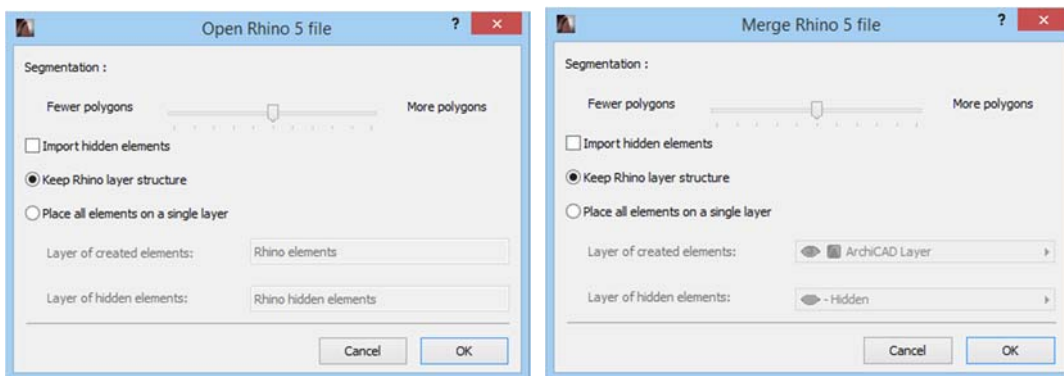 Open Rhino 5 file ?
Segmentation :
Fewer polygons More polygons
Import hidden elements
Keep Rhino layer structure
Place all elements on a single layer
Layer of created elements: Rhino elements
Layer of hidden elements: Rhino hidden elements
Cancel OK
Merge Rhino 5 file ?
Segmentation :
Fewer polygons More polygons
Import hidden elements
Keep Rhino layer structure
Place all elements on a single layer
Layer of created elements: ArchiCAD Layer
Layer of hidden elements: - Hidden
Cancel OK